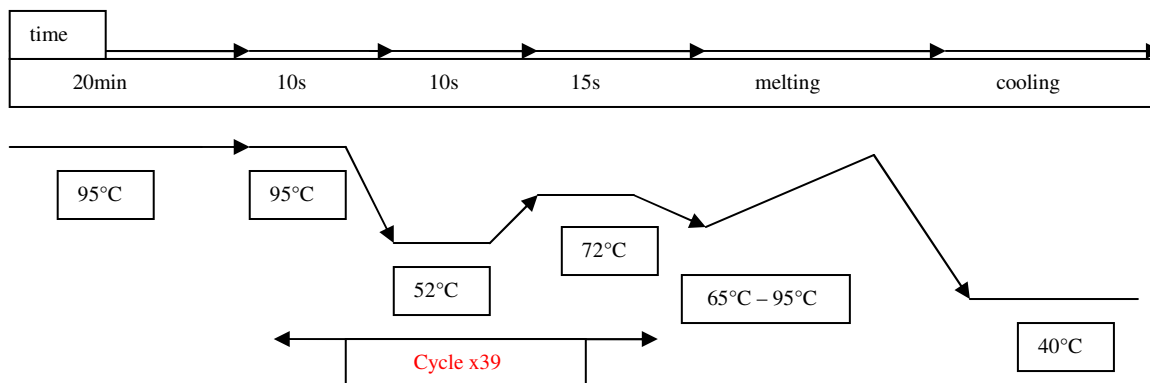 time
20min 10s 10s 15s melting cooling
95°C 95°C
72°C
52°C 65°C – 95°C
40°C
Cycle x39